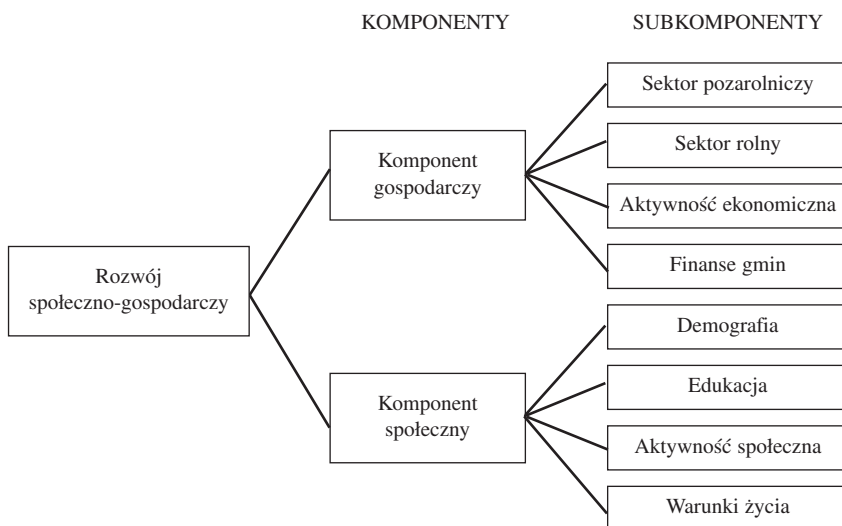 KOMPONENTY
SUBKOMPONENTY
Rozwój
społeczno-gospodarczy
Komponent
gospodarczy
Sektor pozarolniczy
Sektor rolny
Aktywność ekonomiczna
Finanse gmin
Komponent
społeczny
Demografia
Edukacja
Aktywność społeczna
Warunki życia